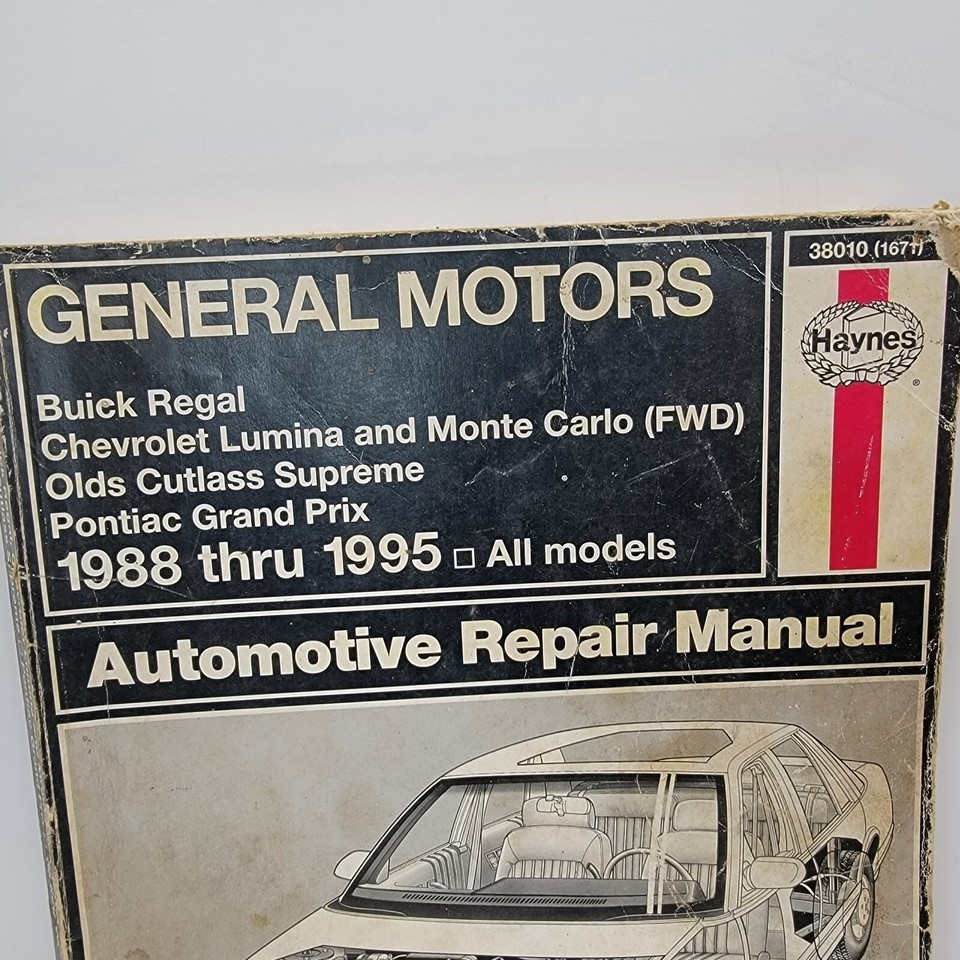 GENERAL MOTORS
Buick Regal
Chevrolet Lumina and Monte Carlo (FWD)
Olds Cutlass Supreme
Pontiac Grand Prix
1988 thru 1995 □ All models
38010 (1671)
Haynes
®
Automotive Repair Manual